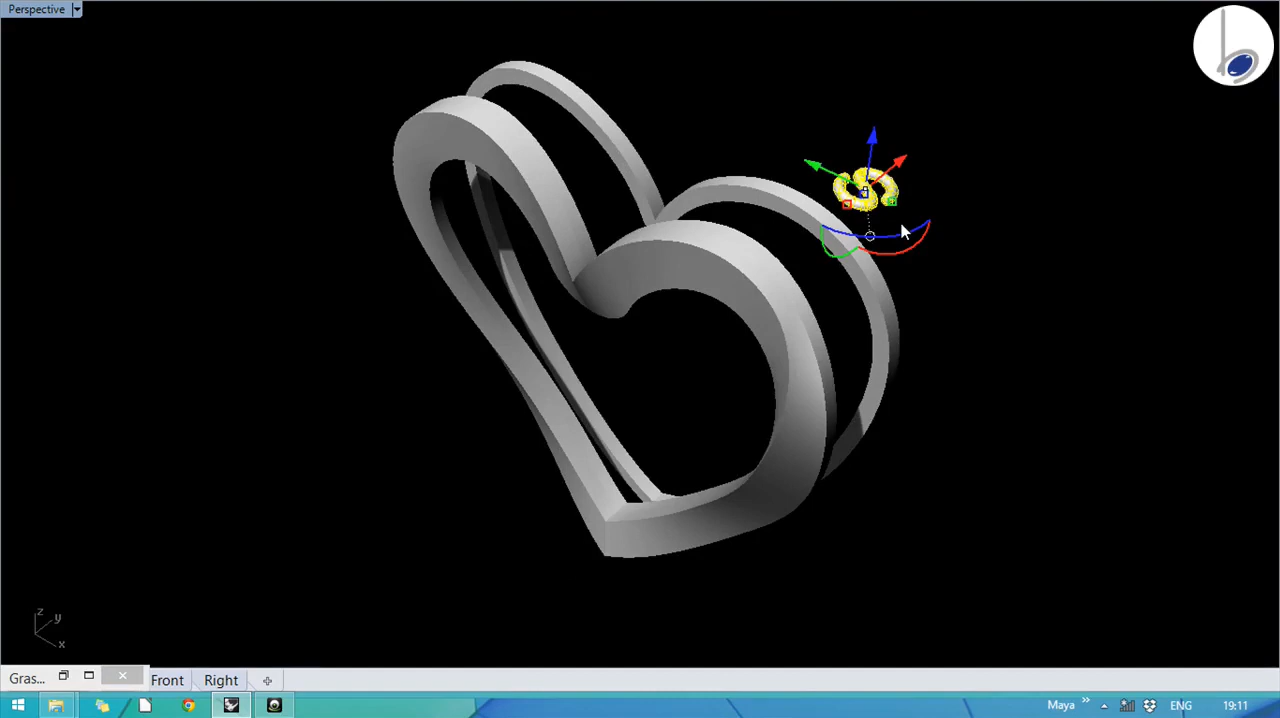 Perspective
z
y
x
Gras...
Front
Right
Maya
»
ENG
19:11